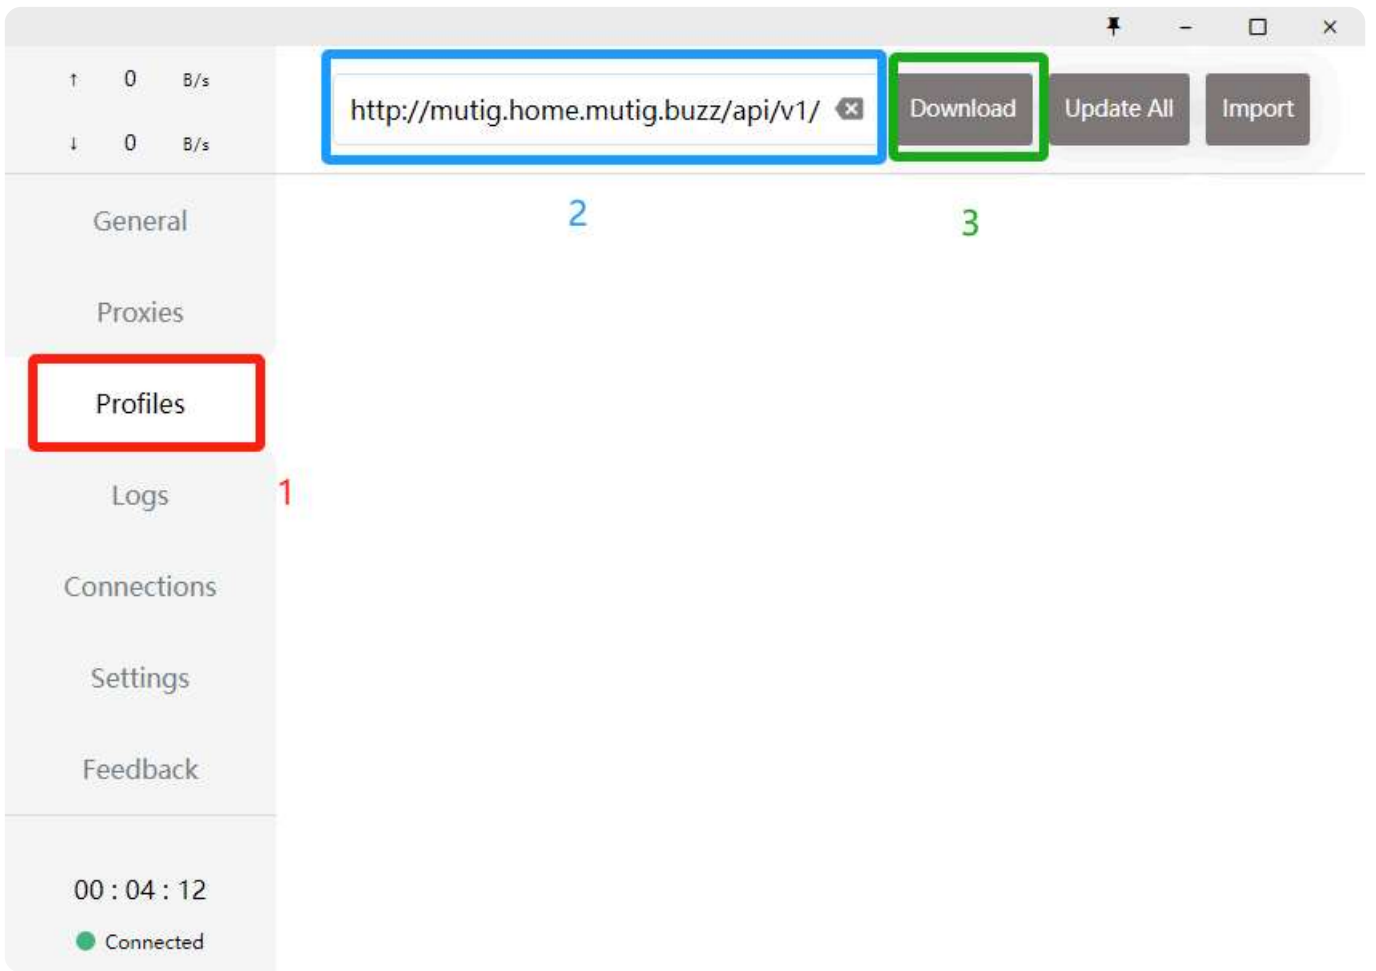 ↑ 0 B/s
↓ 0 B/s
http://mutig.home.mutig.buzz/api/v1/
Download
Update All
Import
2
3
General
Proxies
Profiles
1
Logs
Connections
Settings
Feedback
00 : 04 : 12
Connected